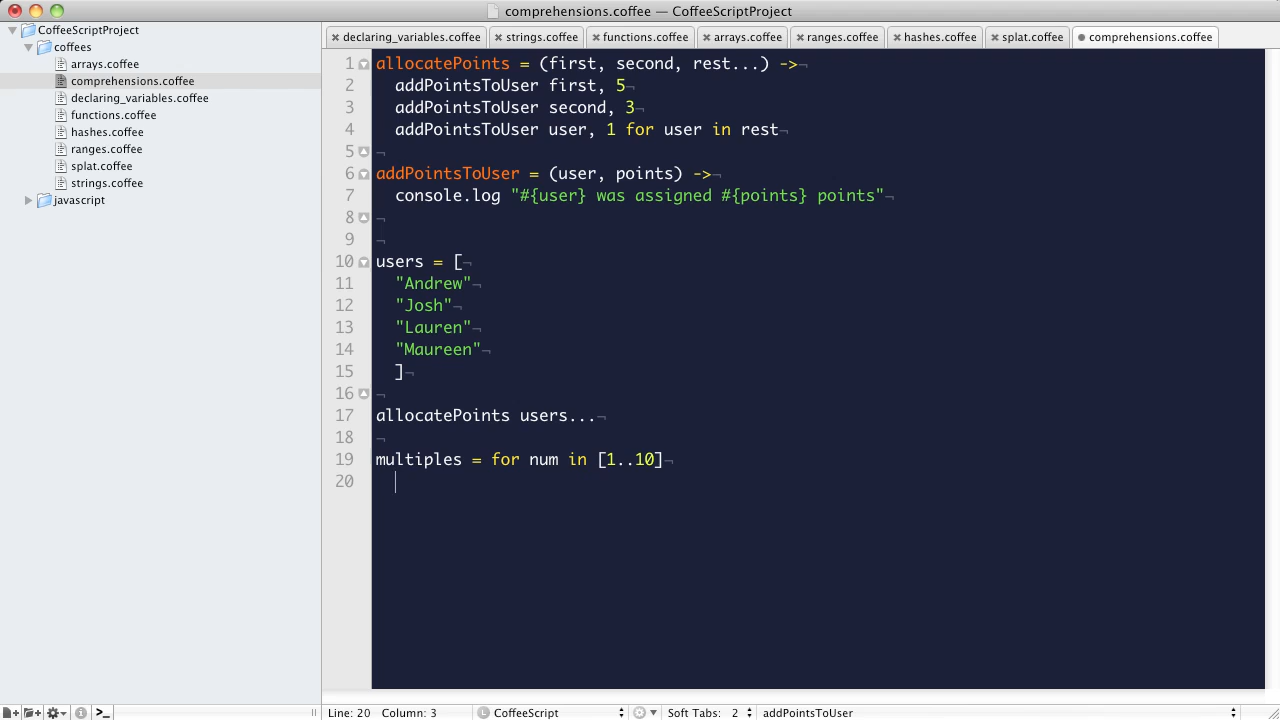 comprehensions.coffee — CoffeeScriptProject
CoffeeScriptProject
coffees
arrays.coffee
comprehensions.coffee
declaring_variables.coffee
functions.coffee
hashes.coffee
ranges.coffee
splat.coffee
strings.coffee
javascript
declaring_variables.coffee strings.coffee functions.coffee arrays.coffee ranges.coffee hashes.coffee splat.coffee comprehensions.coffee
1 allocatePoints = (first, second, rest...) ->¬
2 addPointsToUser first, 5¬
3 addPointsToUser second, 3¬
4 addPointsToUser user, 1 for user in rest¬
5 ¬
6 addPointsToUser = (user, points) ->¬
7 console.log "#{user} was assigned #{points} points"¬
8 ¬
9 ¬
10 users = [¬
11 "Andrew"¬
12 "Josh"¬
13 "Lauren"¬
14 "Maureen"¬
15 ]¬
16 ¬
17 allocatePoints users...¬
18 ¬
19 multiples = for num in [1..10]¬
20
Line: 20 Column: 3 L CoffeeScript Soft Tabs: 2 addPointsToUser